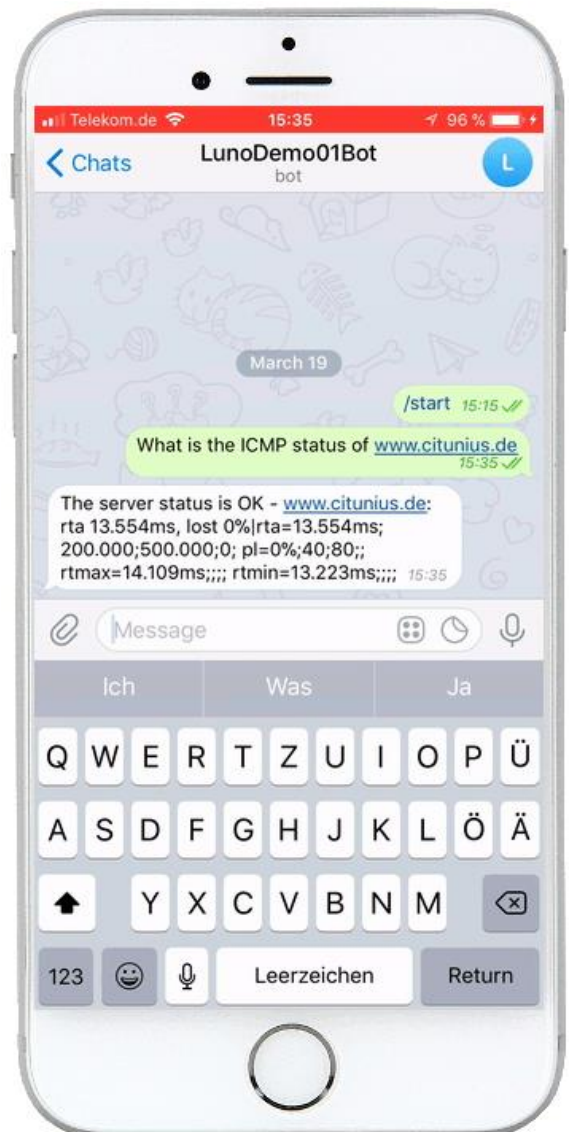 Telekom.de 15:35 96 %
Chats LunoDemo01Bot L
bot
March 19
/start 15:15
What is the ICMP status of www.citunius.de
15:35
The server status is OK - www.citunius.de:
rta 13.554ms, lost 0%|rta=13.554ms;
200.000;500.000;0; pl=0%;40;80;;
rtmax=14.109ms;;;; rtmin=13.223ms;;;; 15:35
Message
Ich Was Ja
Q W E R T Z U I O P Ü
A S D F G H J K L Ö Ä
Y X C V B N M
123 Leerzeichen Return